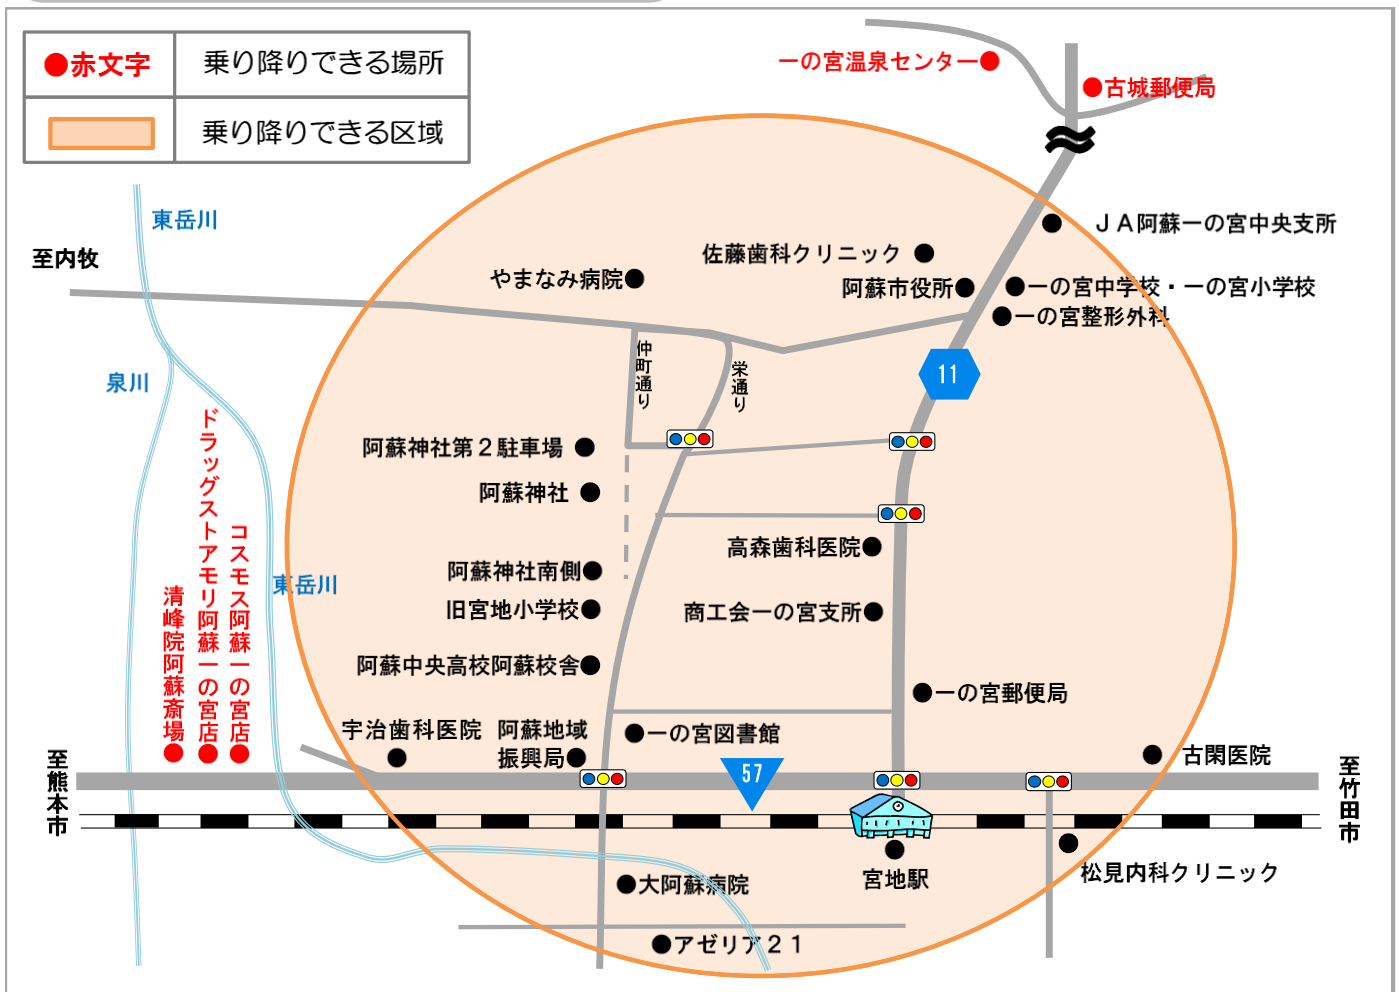 ●赤文字 乗り降りできる場所
乗り降りできる区域
一の宮温泉センター
古城郵便局
東岳川
至内牧
ＪＡ阿蘇一の宮中央支所
佐藤歯科クリニック
やまなみ病院
阿蘇市役所
一の宮中学校・一の宮小学校
一の宮整形外科
仲町通り
栄通り
11
泉川
阿蘇神社第２駐車場
阿蘇神社
高森歯科医院
阿蘇神社南側
東岳川
旧宮地小学校
商工会一の宮支所
阿蘇中央高校阿蘇校舎
一の宮郵便局
清峰院阿蘇斎場
ドラッグストアモリ阿蘇一の宮店
コスモス阿蘇一の宮店
宇治歯科医院
阿蘇地域
振興局
一の宮図書館
古閑医院
57
至熊本市
至竹田市
宮地駅
松見内科クリニック
大阿蘇病院
アゼリア２１